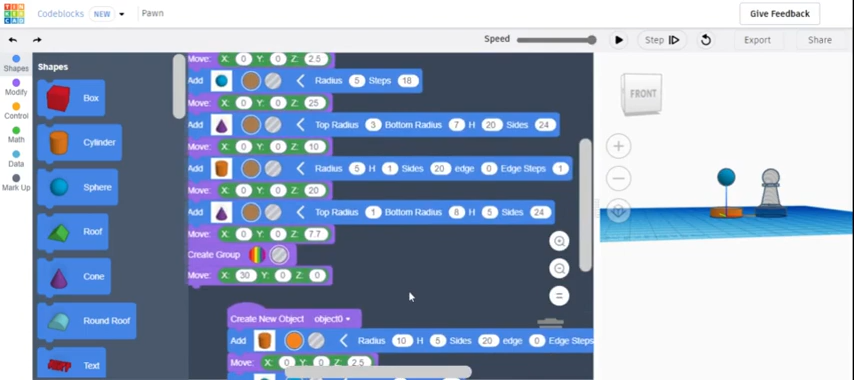 TIN
KER
CAD
Codeblocks NEW Pawn Give Feedback
Speed Step Export Share
Shapes
Modify
Control
Math
Data
Mark Up
Shapes
Box
Cylinder
Sphere
Roof
Cone
Round Roof
Text
Move: X: 0 Y: 0 Z: 2.5
Add Radius 5 Steps 18
Move: X: 0 Y: 0 Z: 25
Add Top Radius 3 Bottom Radius 7 H 20 Sides 24
Move: X: 0 Y: 0 Z: 10
Add Radius 5 H 1 Sides 20 edge 0 Edge Steps 1
Move: X: 0 Y: 0 Z: 20
Add Top Radius 1 Bottom Radius 8 H 5 Sides 24
Move: X: 0 Y: 0 Z: 7.7
Create Group
Move: X: 30 Y: 0 Z: 0
Create New Object object0
Add Radius 10 H 5 Sides 20 edge 0 Edge Steps
Move: X: 0 Y: 0 Z: 2.5
FRONT